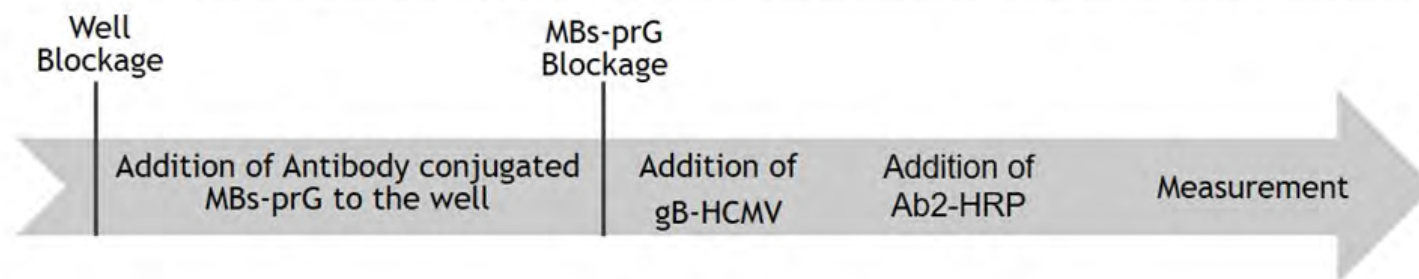 Well
Blockage
MBs-prG
Blockage
Addition of Antibody conjugated
MBs-prG to the well
Addition of
gB-HCMV
Addition of
Ab2-HRP
Measurement